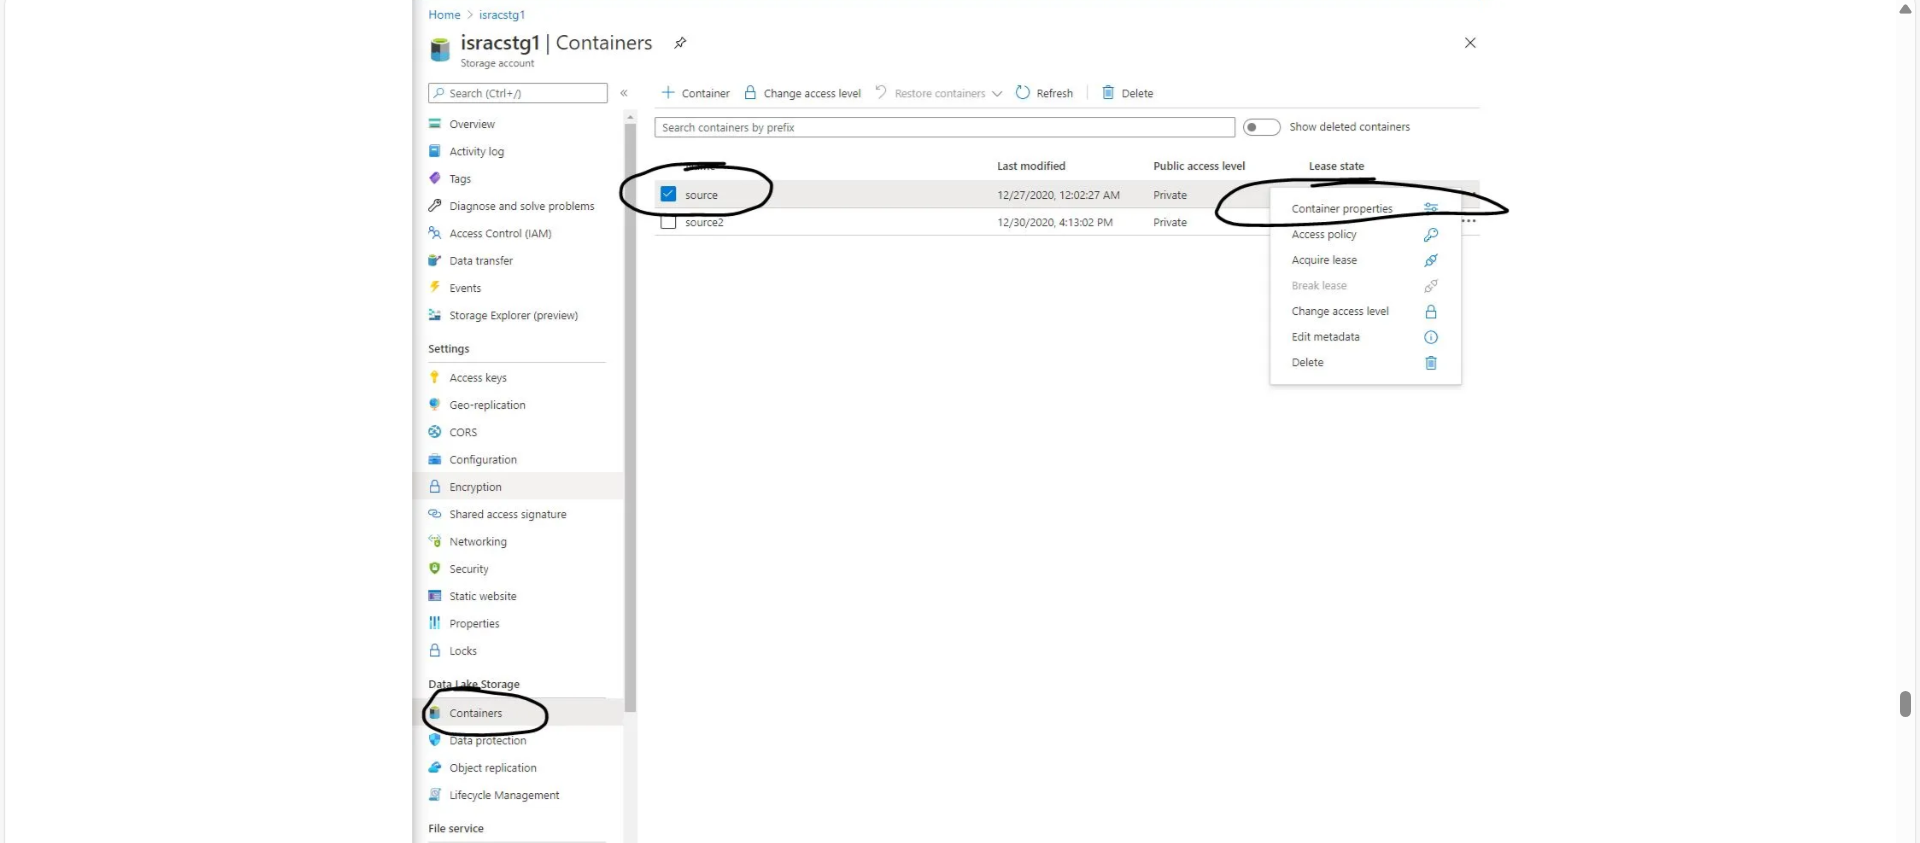 Home > isracstg1
isracstg1 | Containers
Storage account
Search (Ctrl+/)
«
Overview
Activity log
Tags
Diagnose and solve problems
Access Control (IAM)
Data transfer
Events
Storage Explorer (preview)
Settings
Access keys
Geo-replication
CORS
Configuration
Encryption
Shared access signature
Networking
Security
Static website
Properties
Locks
Data Lake Storage
Containers
Data protection
Object replication
Lifecycle Management
File service
+ Container Change access level Restore containers Refresh Delete
Search containers by prefix Show deleted containers
Last modified Public access level Lease state
source 12/27/2020, 12:02:27 AM Private
source2 12/30/2020, 4:13:02 PM Private
Container properties
Access policy
Acquire lease
Break lease
Change access level
Edit metadata
Delete